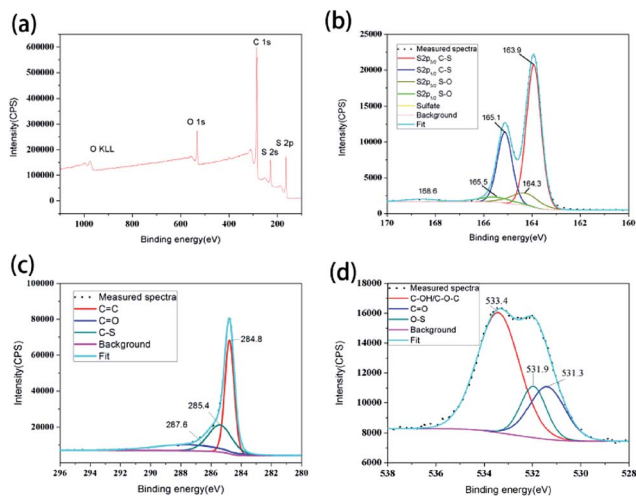 (a)
600000
500000
400000
300000
200000
100000
0
1000 800 600 400 200
Intensity(CPS)
Binding energy(eV)
O KLL
O 1s
C 1s
S 2s
S 2p
(b)
25000
20000
15000
10000
5000
0
170 168 166 164 162 160
Intensity(CPS)
Binding energy(eV)
Measured spectra
S2p3/2 C-S
S2p1/2 C-S
S2p3/2 S-O
S2p1/2 S-O
Sulfate
Background
Fit
163.9
165.1
165.5
164.3
168.6
(c)
100000
80000
60000
40000
20000
0
296 294 292 290 288 286 284 282 280
Intensity(CPS)
Binding energy(eV)
Measured spectra
C=C
C=O
C-S
Background
Fit
284.8
285.4
287.6
(d)
18000
16000
14000
12000
10000
8000
6000
538 536 534 532 530 528
Intensity(CPS)
Binding energy(eV)
Measured spectra
C-OH/C-O-C
C=O
O-S
Background
Fit
533.4
531.9
531.3